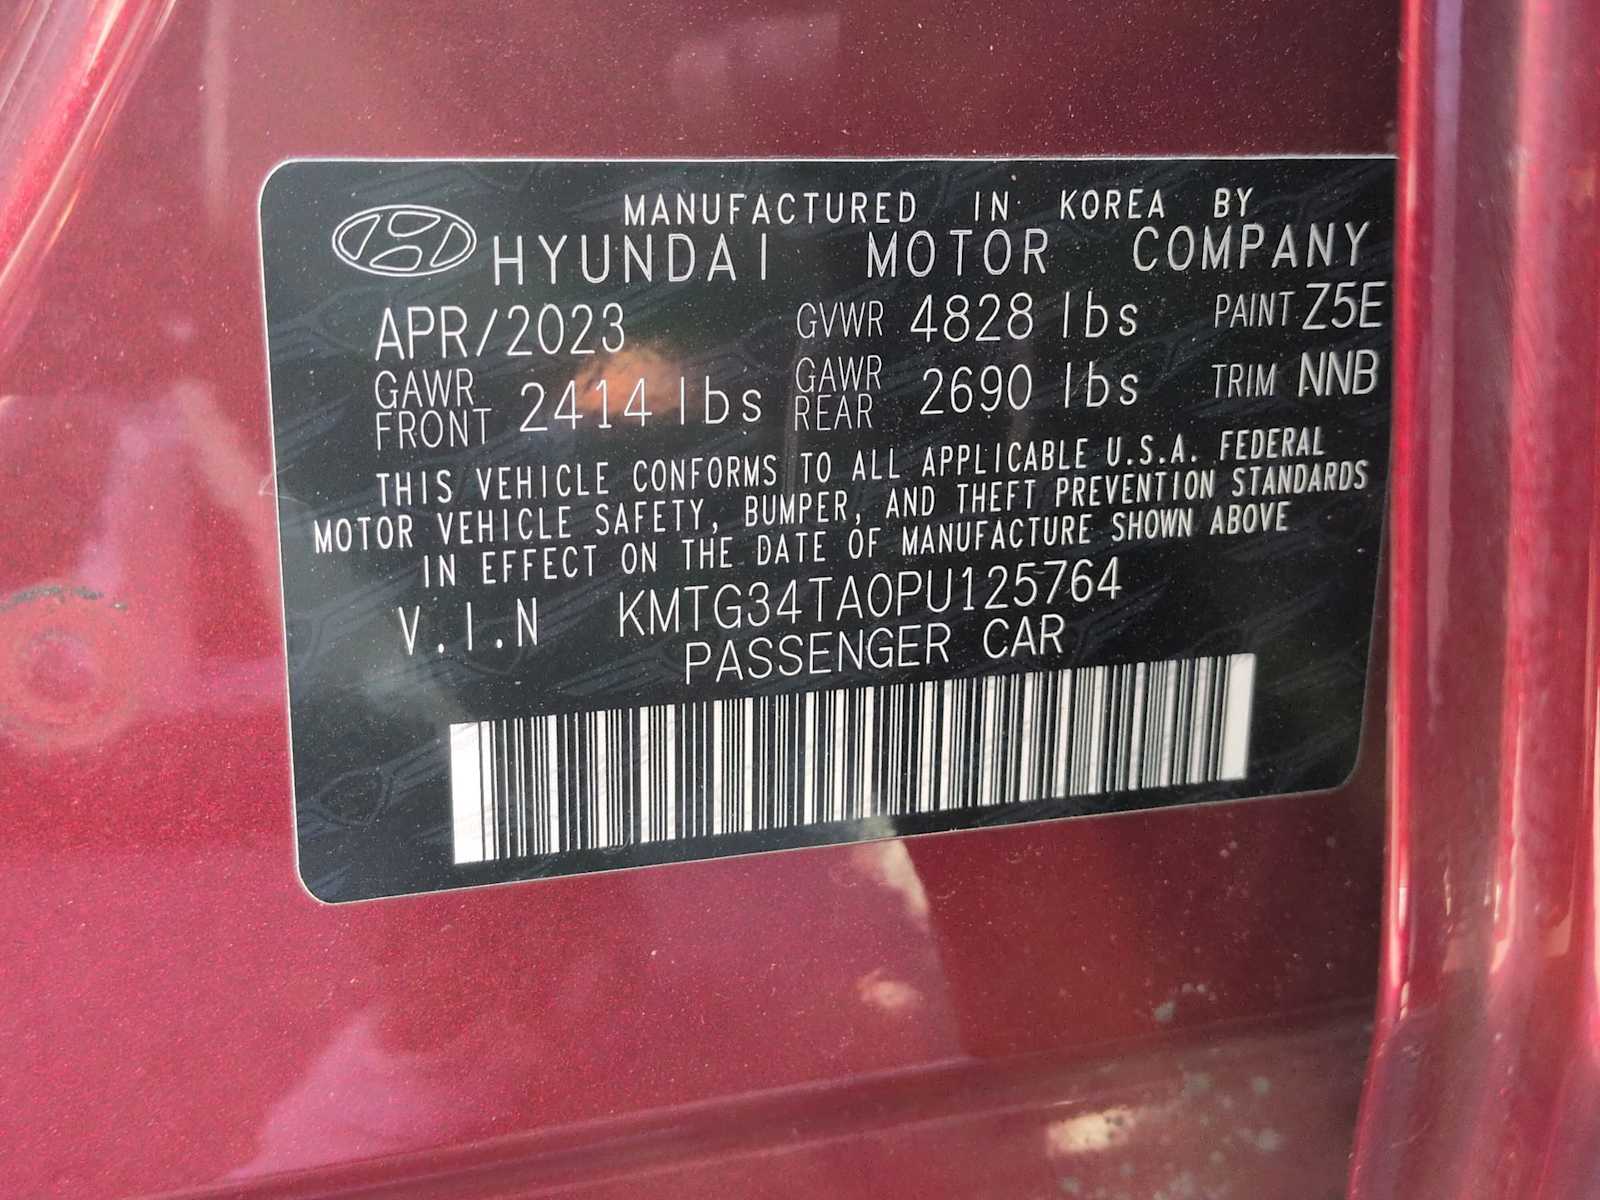 MANUFACTURED IN KOREA BY
HYUNDAI MOTOR COMPANY
APR/2023 GVWR 4828 lbs PAINT Z5E
GAWR FRONT 2414 lbs GAWR REAR 2690 lbs TRIM NNB
THIS VEHICLE CONFORMS TO ALL APPLICABLE U.S.A. FEDERAL
MOTOR VEHICLE SAFETY, BUMPER, AND THEFT PREVENTION STANDARDS
IN EFFECT ON THE DATE OF MANUFACTURE SHOWN ABOVE
V.I.N KMTG34TA0PU125764
PASSENGER CAR